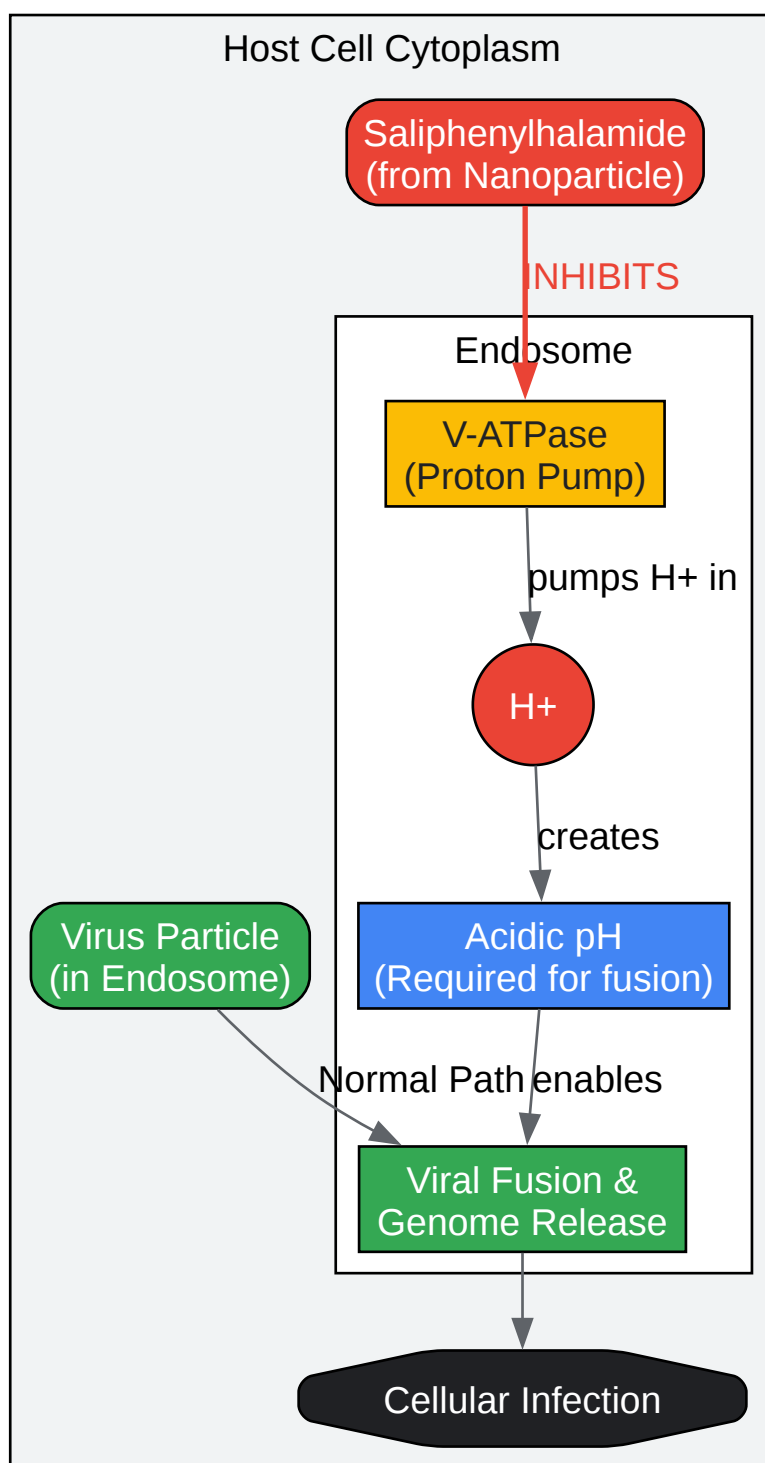 Host Cell Cytoplasm
Saliphenylhalamide
(from Nanoparticle)
INHIBITS
Endosome
V-ATPase
(Proton Pump)
pumps H+ in
H+
creates
Virus Particle
(in Endosome)
Acidic pH
(Required for fusion)
Normal Path
enables
Viral Fusion &
Genome Release
Cellular Infection